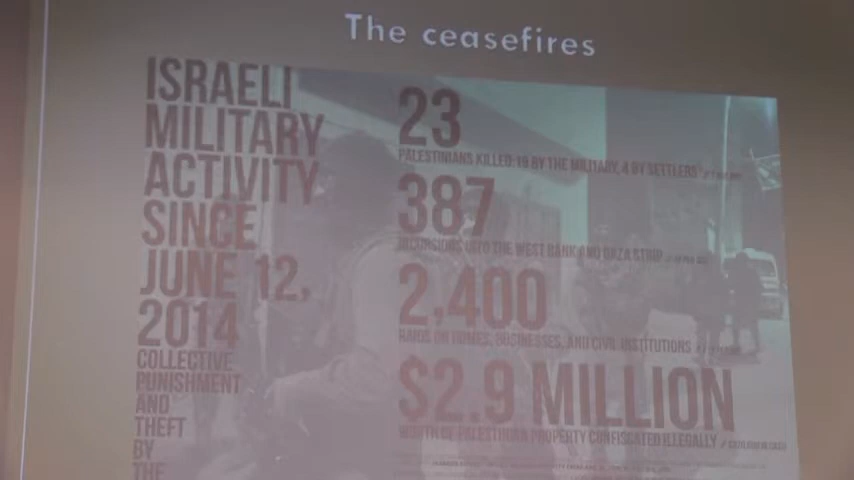 The ceasefires
ISRAELI
MILITARY
ACTIVITY
SINCE
JUNE 12,
2014
COLLECTIVE
PUNISHMENT
AND
THEFT
BY
THE
23
PALESTINIANS KILLED: 19 BY THE MILITARY, 4 BY SETTLERS
387
INCURSIONS INTO THE WEST BANK AND GAZA STRIP
2,400
RAIDS ON HOMES, BUSINESSES, AND CIVIL INSTITUTIONS
$2.9 MILLION
WORTH OF PALESTINIAN PROPERTY CONFISCATED ILLEGALLY